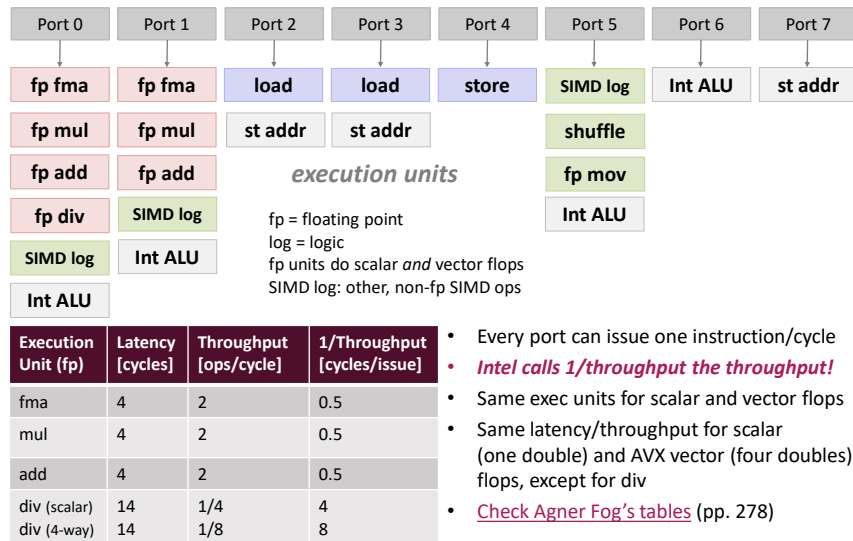 Port 0 Port 1 Port 2 Port 3 Port 4 Port 5 Port 6 Port 7
fp fma fp fma load load store SIMD log Int ALU st addr
fp mul fp mul st addr st addr shuffle
fp add fp add execution units fp mov
fp div SIMD log Int ALU
SIMD log Int ALU
Int ALU
fp = floating point
log = logic
fp units do scalar and vector flops
SIMD log: other, non-fp SIMD ops
Execution Unit (fp) Latency [cycles] Throughput [ops/cycle] 1/Throughput [cycles/issue]
fma 4 2 0.5
mul 4 2 0.5
add 4 2 0.5
div (scalar) 14 1/4 4
div (4-way) 14 1/8 8
• Every port can issue one instruction/cycle
• Intel calls 1/throughput the throughput!
• Same exec units for scalar and vector flops
• Same latency/throughput for scalar
(one double) and AVX vector (four doubles)
flops, except for div
• Check Agner Fog's tables (pp. 278)